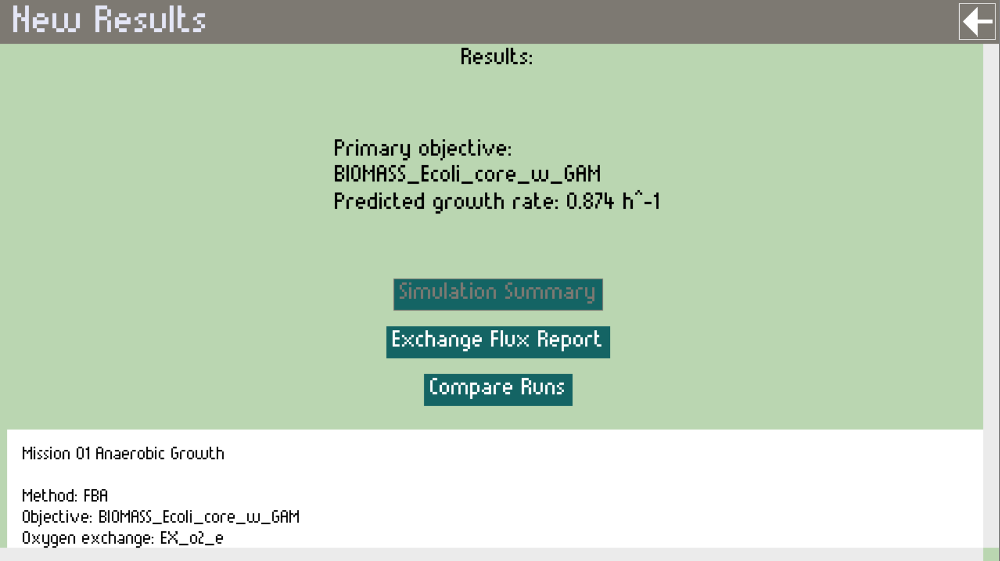 New Results
Results:
Primary objective:
BIOMASS_Ecoli_core_w_GAM
Predicted growth rate: 0.874 h^-1
Simulation Summary
Exchange Flux Report
Compare Runs
Mission 01 Anaerobic Growth
Method: FBA
Objective: BIOMASS_Ecoli_core_w_GAM
Oxygen exchange: EX_o2_e